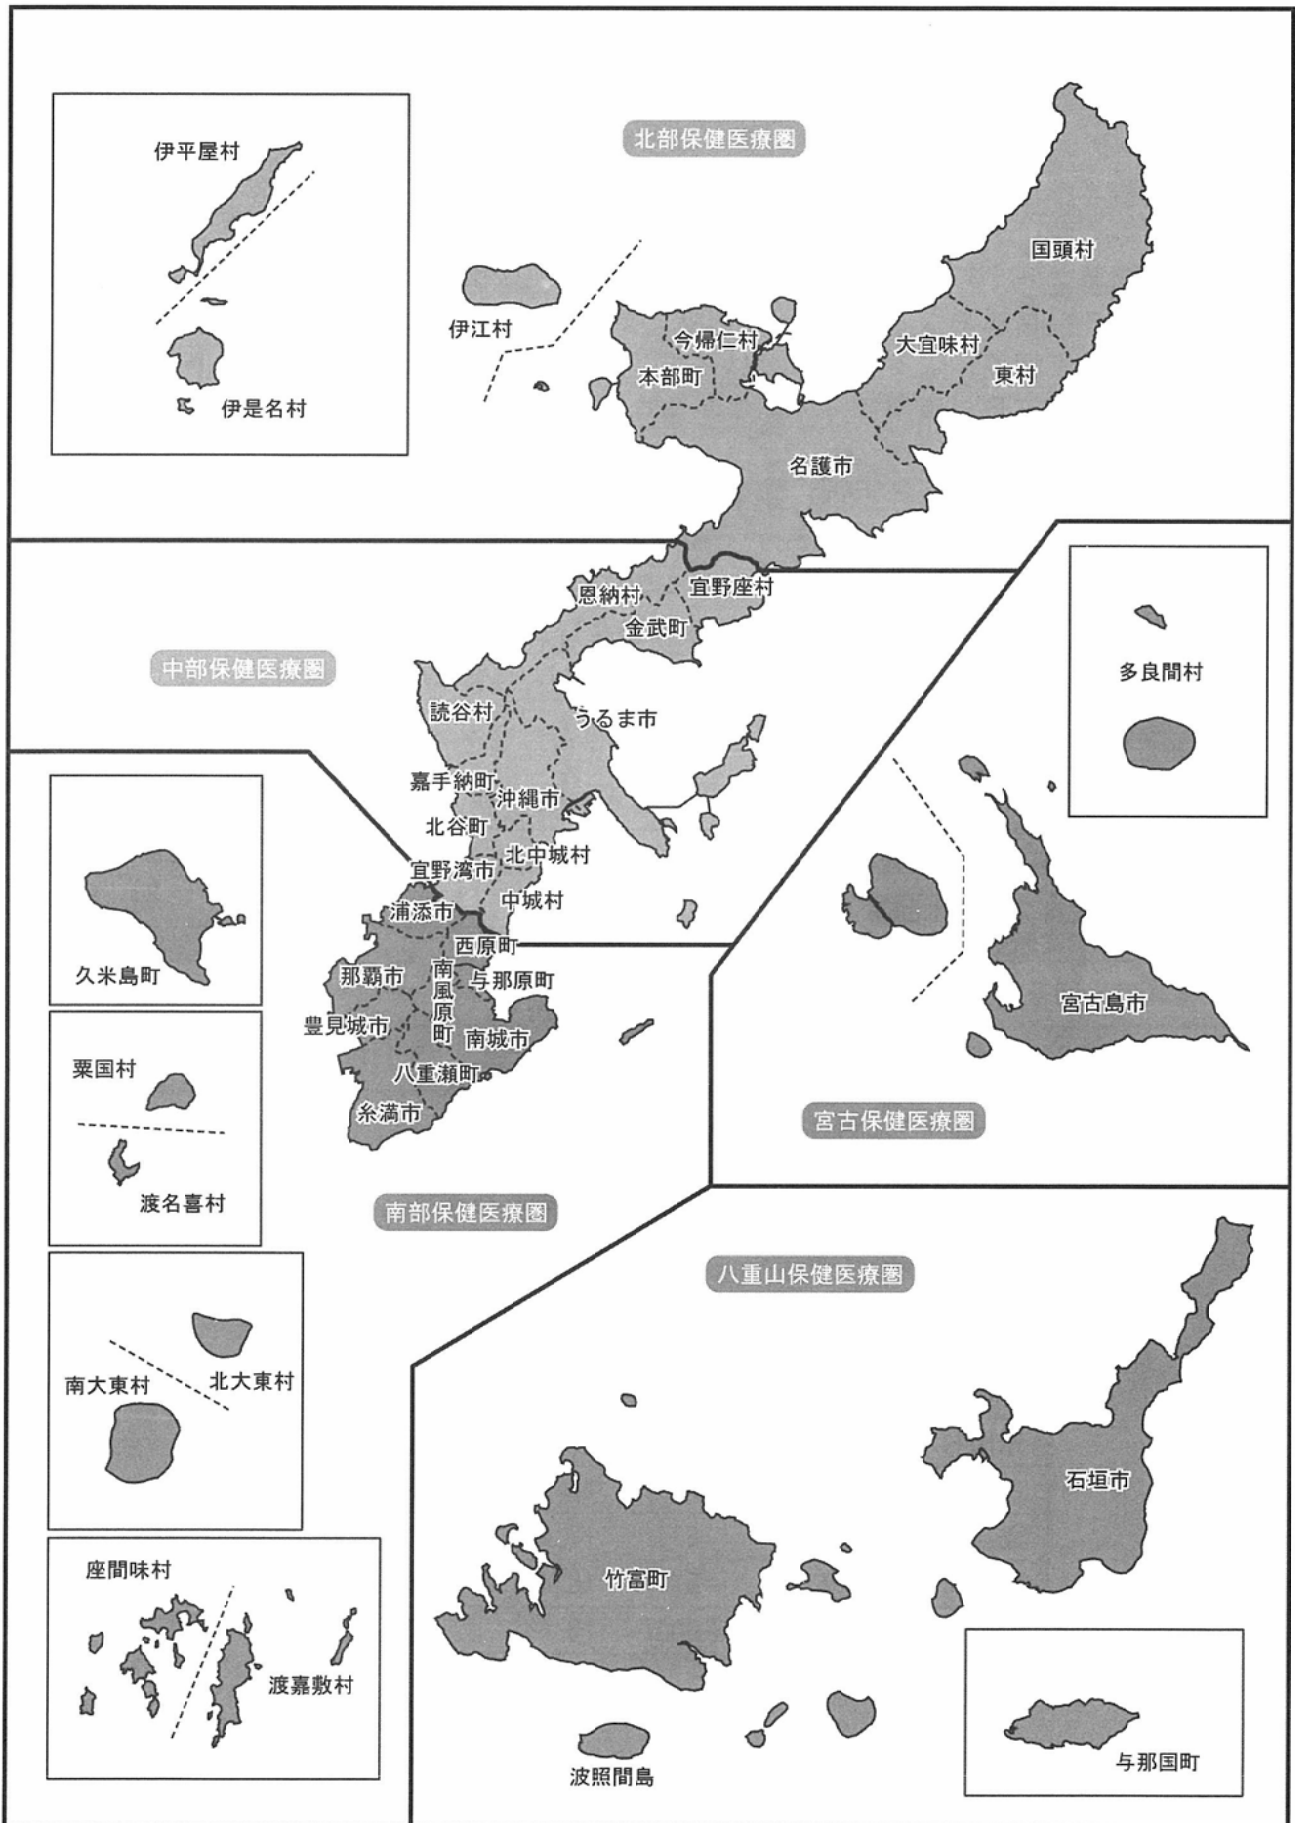 北部保健医療圏
伊平屋村
伊是名村
伊江村
国頭村
今帰仁村
大宜味村
本部町
東村
名護市
恩納村
宜野座村
金武町
中部保健医療圏
読谷村
うるま市
嘉手納町
沖縄市
北谷町
北中城村
宜野湾市
中城村
浦添市
西原町
那覇市
南風原町
与那原町
豊見城市
南城市
八重瀬町
糸満市
多良間村
宮古島市
宮古保健医療圏
久米島町
粟国村
渡名喜村
南部保健医療圏
北大東村
南大東村
座間味村
渡嘉敷村
八重山保健医療圏
石垣市
竹富町
波照間島
与那国町